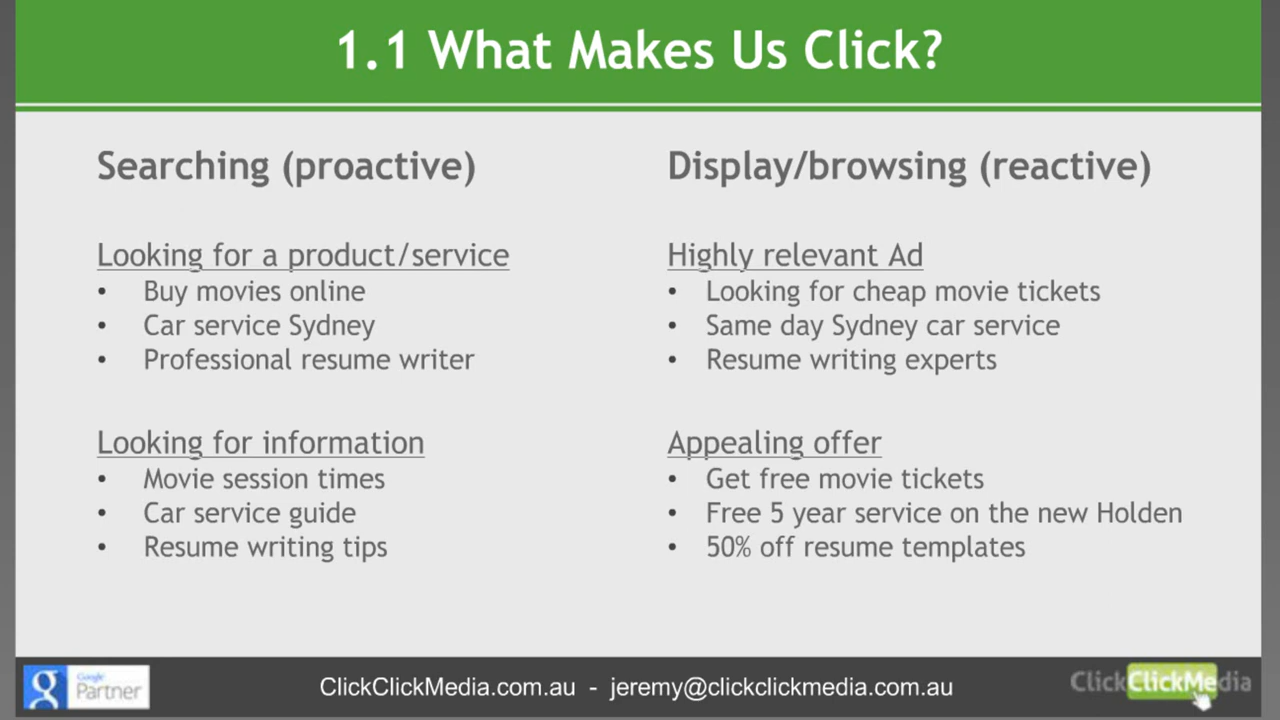 1.1 What Makes Us Click?
Searching (proactive)
Looking for a product/service
• Buy movies online
• Car service Sydney
• Professional resume writer
Looking for information
• Movie session times
• Car service guide
• Resume writing tips
Display/browsing (reactive)
Highly relevant Ad
• Looking for cheap movie tickets
• Same day Sydney car service
• Resume writing experts
Appealing offer
• Get free movie tickets
• Free 5 year service on the new Holden
• 50% off resume templates
g
Google
Partner
ClickClickMedia.com.au - jeremy@clickclickmedia.com.au
ClickClickMedia